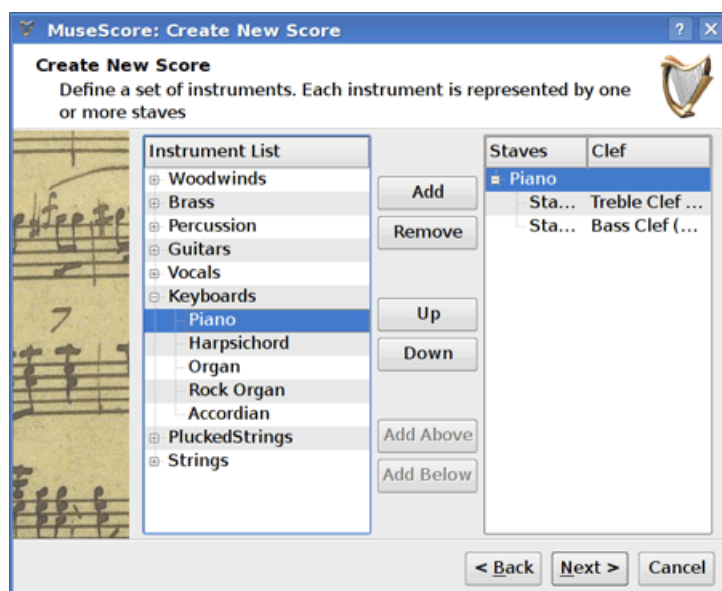 MuseScore: Create New Score
Create New Score
Define a set of instruments. Each instrument is represented by one
or more staves
Instrument List
Woodwinds
Brass
Percussion
Guitars
Vocals
Keyboards
Piano
Harpsichord
Organ
Rock Organ
Accordian
PluckedStrings
Strings
Add
Remove
Up
Down
Add Above
Add Below
Staves Clef
Piano
Sta... Treble Clef ...
Sta... Bass Clef (...
< Back Next > Cancel